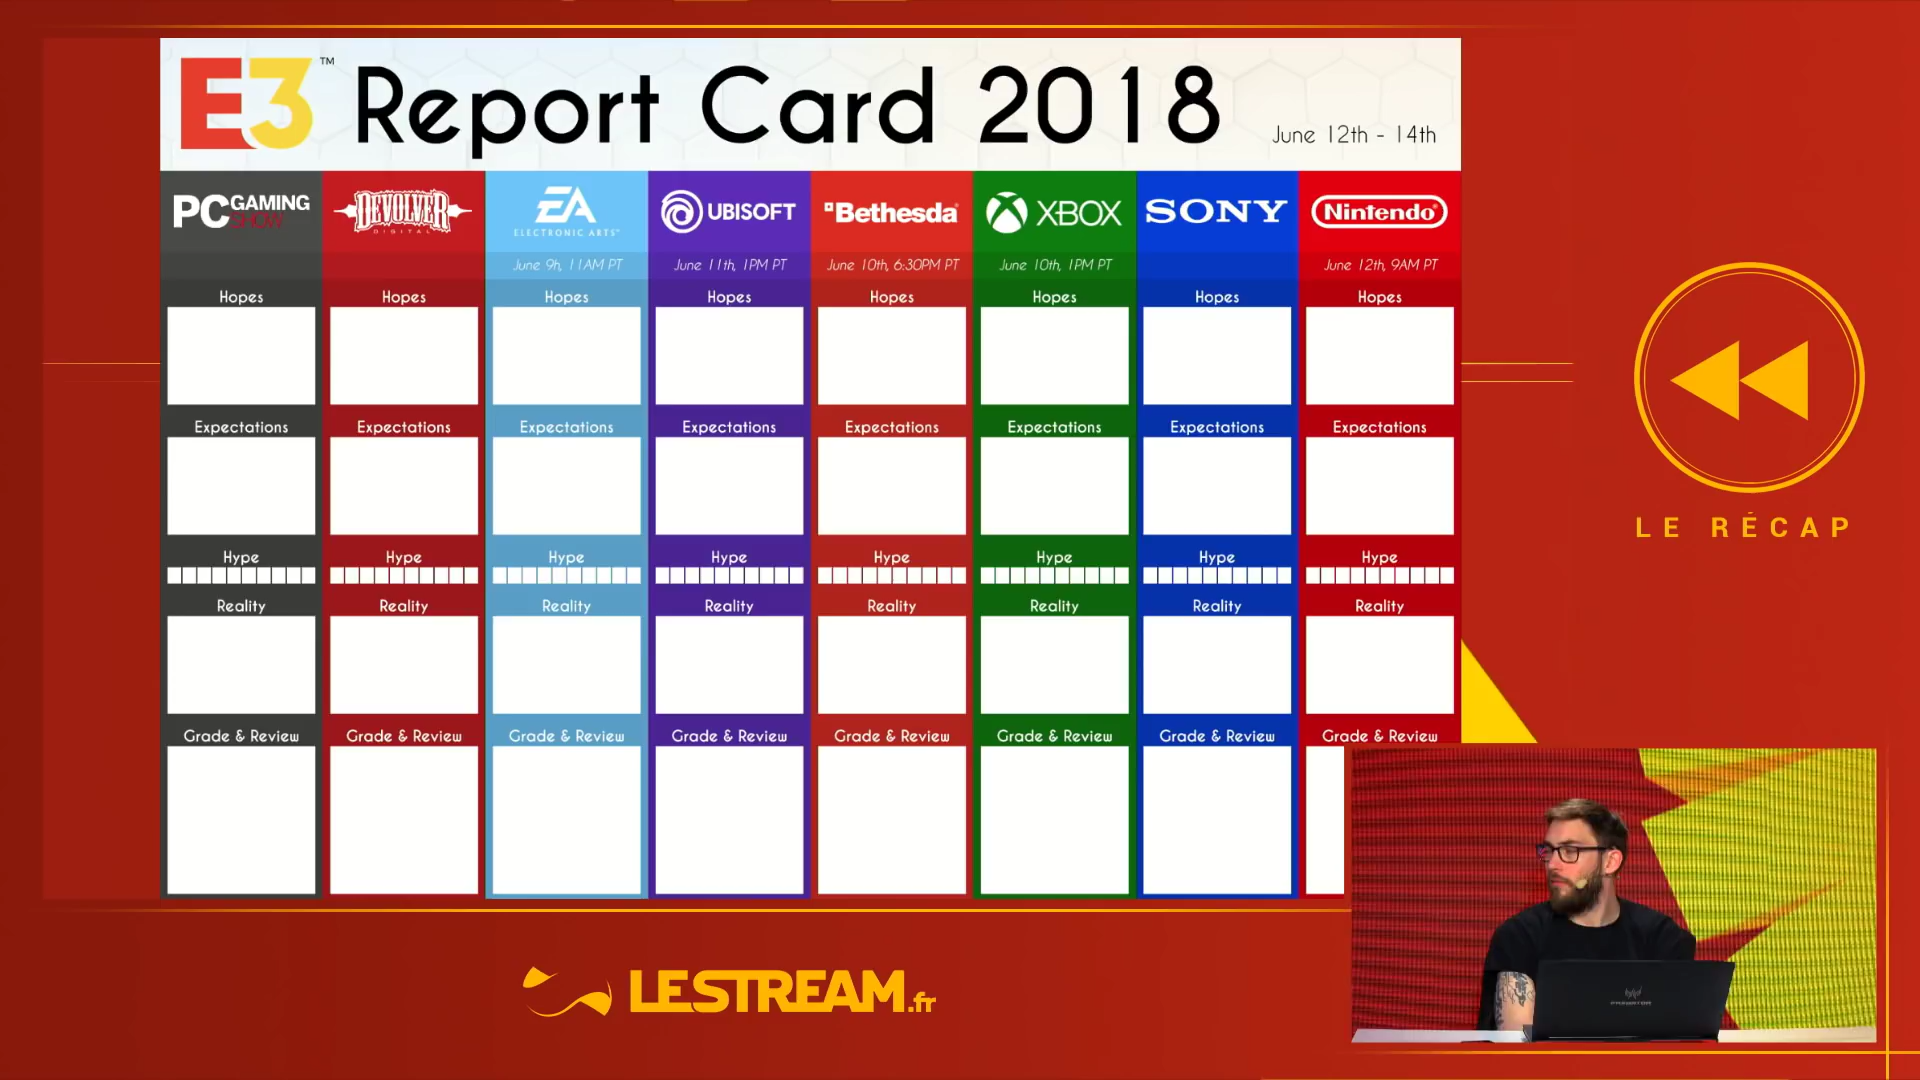 E3™ Report Card 2018 June 12th - 14th
PC GAMING SHOW
DEVOLVER DIGITAL
EA ELECTRONIC ARTS™
UBISOFT
Bethesda
XBOX
SONY
Nintendo
June 9h, 11AM PT
June 11th, 1PM PT
June 10th, 6:30PM PT
June 10th, 1PM PT
June 12th, 9AM PT
Hopes Hopes Hopes Hopes Hopes Hopes Hopes Hopes
Expectations Expectations Expectations Expectations Expectations Expectations Expectations Expectations
Hype Hype Hype Hype Hype Hype Hype Hype
Reality Reality Reality Reality Reality Reality Reality Reality
Grade & Review Grade & Review Grade & Review Grade & Review Grade & Review Grade & Review Grade & Review Grade & Review
LE RÉCAP
PREDATOR
LESTREAM.fr